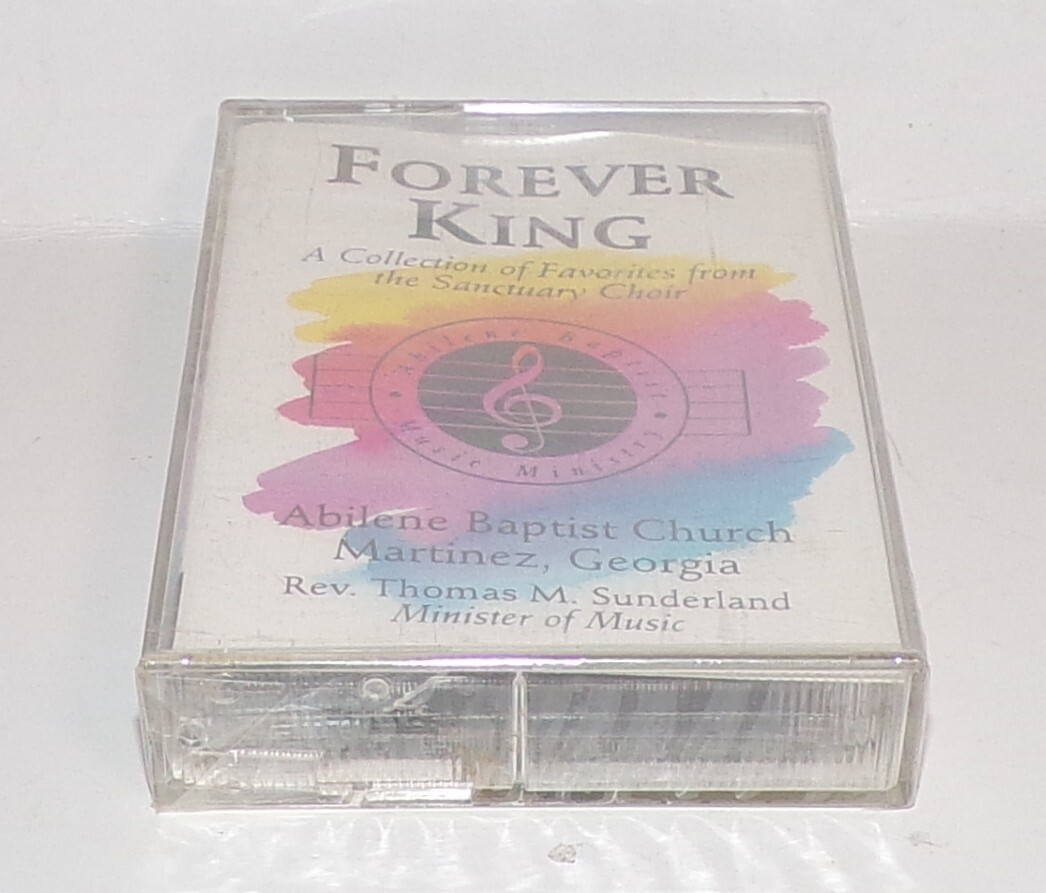 FOREVER
KING
A Collection of Favorites from
the Sanctuary Choir
Abilene Baptist
Music Ministry
Abilene Baptist Church
Martinez, Georgia
Rev. Thomas M. Sunderland
Minister of Music